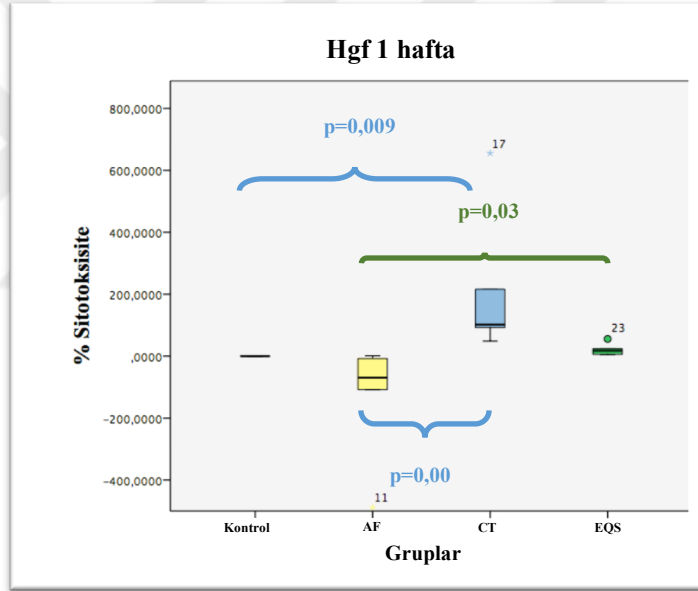 Hgf 1 hafta
800,0000
600,0000
400,0000
200,0000
,0000
-200,0000
-400,0000
% Sitotoksisite
p=0,009
17
p=0,03
23
p=0,00
11
Kontrol
AF
CT
EQS
Gruplar